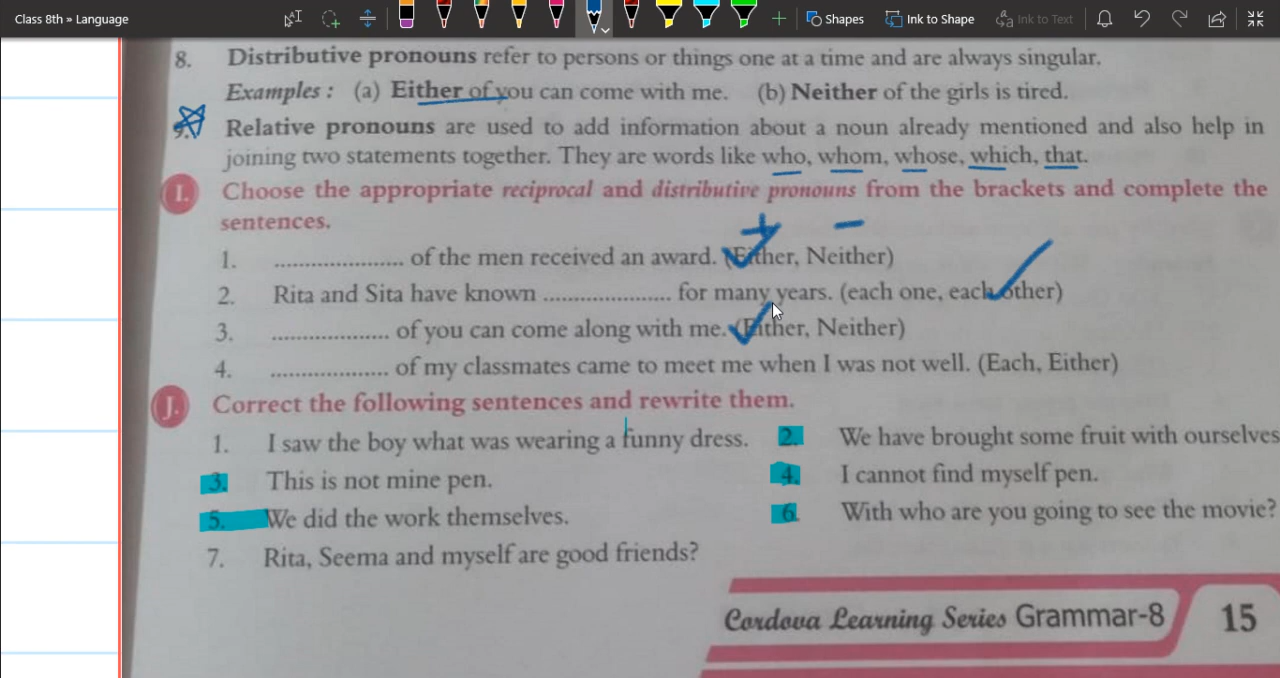 Class 8th » Language
Shapes
Ink to Shape
Ink to Text
8. Distributive pronouns refer to persons or things one at a time and are always singular.
Examples : (a) Either of you can come with me. (b) Neither of the girls is tired.
Relative pronouns are used to add information about a noun already mentioned and also help in
joining two statements together. They are words like who, whom, whose, which, that.
I. Choose the appropriate reciprocal and distributive pronouns from the brackets and complete the
sentences.
1. ..................... of the men received an award. (Either, Neither)
2. Rita and Sita have known ..................... for many years. (each one, each other)
3. ................... of you can come along with me. (Either, Neither)
4. ................... of my classmates came to meet me when I was not well. (Each, Either)
J. Correct the following sentences and rewrite them.
1. I saw the boy what was wearing a funny dress. 2. We have brought some fruit with ourselves
3. This is not mine pen. 4. I cannot find myself pen.
5. We did the work themselves. 6. With who are you going to see the movie?
7. Rita, Seema and myself are good friends?
Cordova Learning Series Grammar-8 15